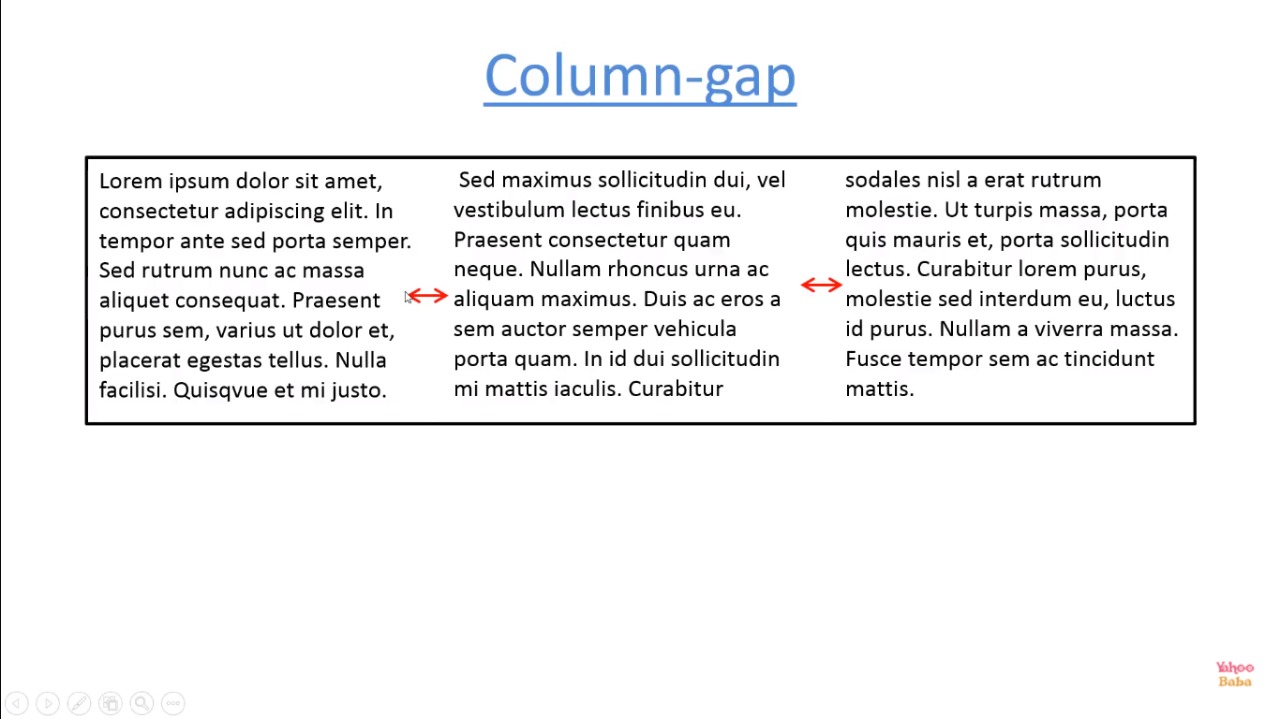 Column-gap
Lorem ipsum dolor sit amet,
consectetur adipiscing elit. In
tempor ante sed porta semper.
Sed rutrum nunc ac massa
aliquet consequat. Praesent
purus sem, varius ut dolor et,
placerat egestas tellus. Nulla
facilisi. Quisqvue et mi justo.
Sed maximus sollicitudin dui, vel
vestibulum lectus finibus eu.
Praesent consectetur quam
neque. Nullam rhoncus urna ac
aliquam maximus. Duis ac eros a
sem auctor semper vehicula
porta quam. In id dui sollicitudin
mi mattis iaculis. Curabitur
sodales nisl a erat rutrum
molestie. Ut turpis massa, porta
quis mauris et, porta sollicitudin
lectus. Curabitur lorem purus,
molestie sed interdum eu, luctus
id purus. Nullam a viverra massa.
Fusce tempor sem ac tincidunt
mattis.
Yahoo
Baba